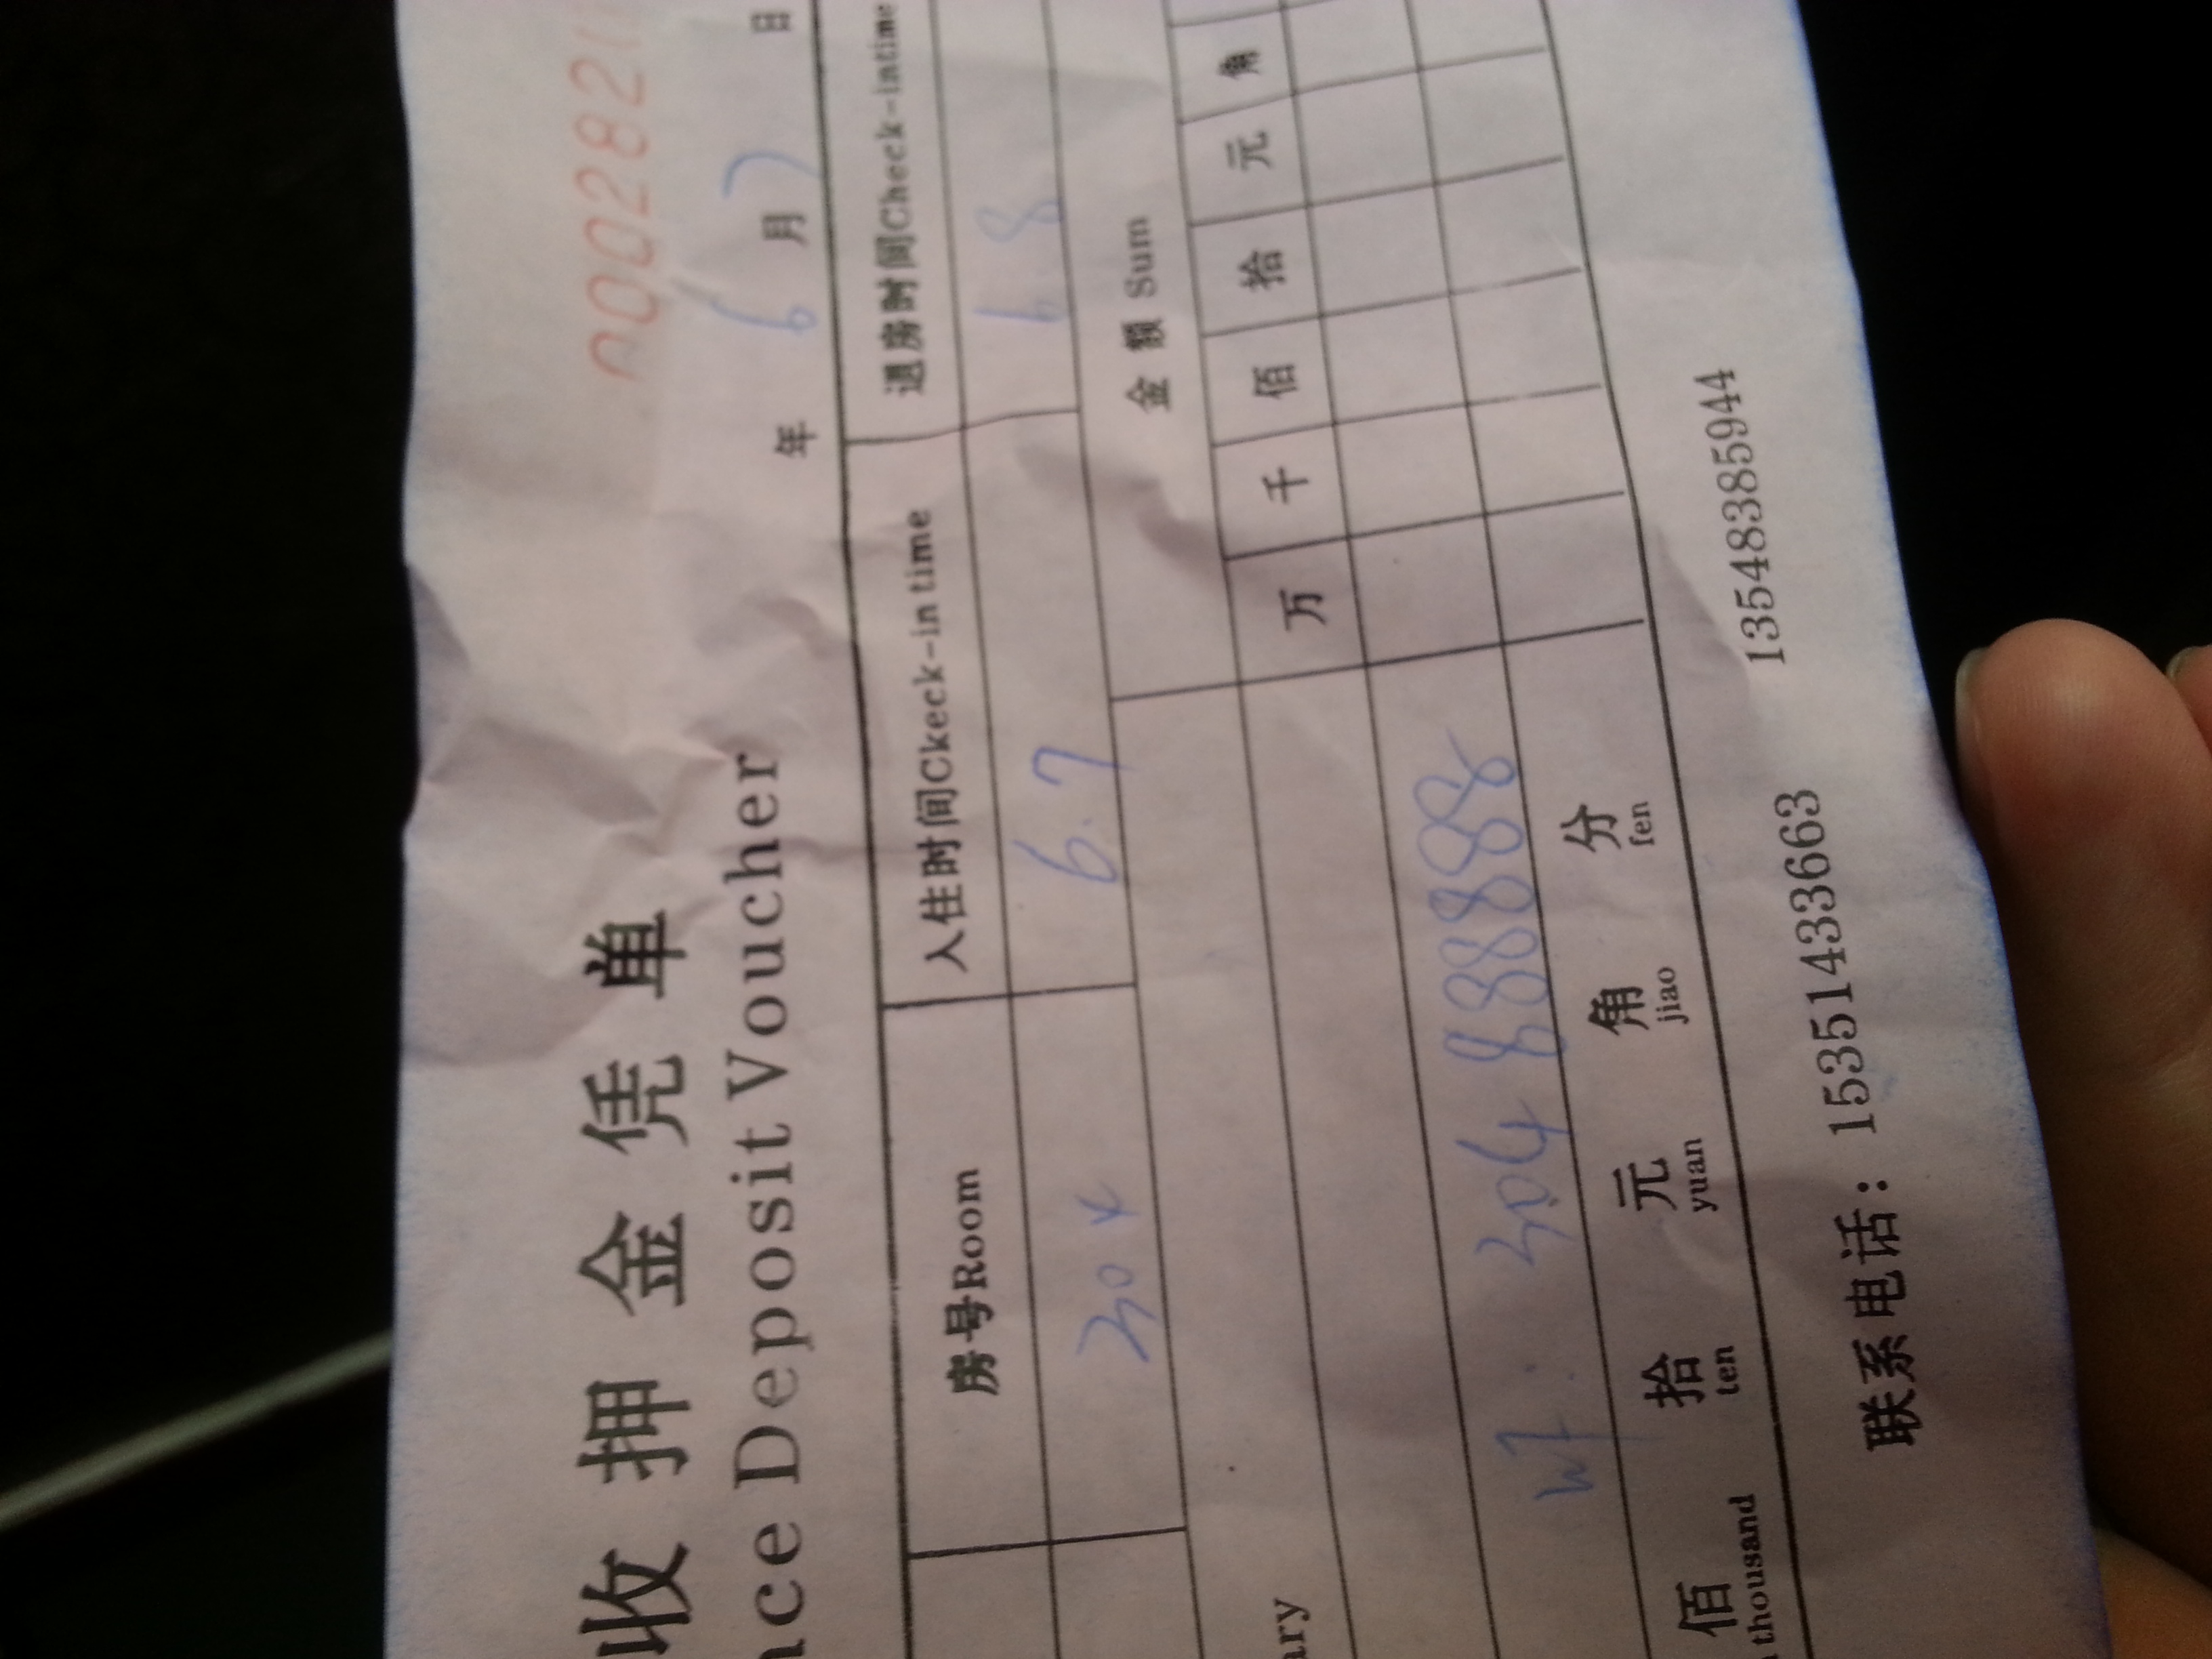 收押金凭单
0002821
nce Deposit Voucher
年 6 月 7 日
房号Room 入住时间Ckeck-in time 退房时间Check-intime
304 6.7 6.8
金额 Sum
ary
万 千 佰 拾 元 角
wf: 304 888888
佰 拾 元 角 分
thousand ten yuan jiao fen
联系电话: 15351433663 13548385944